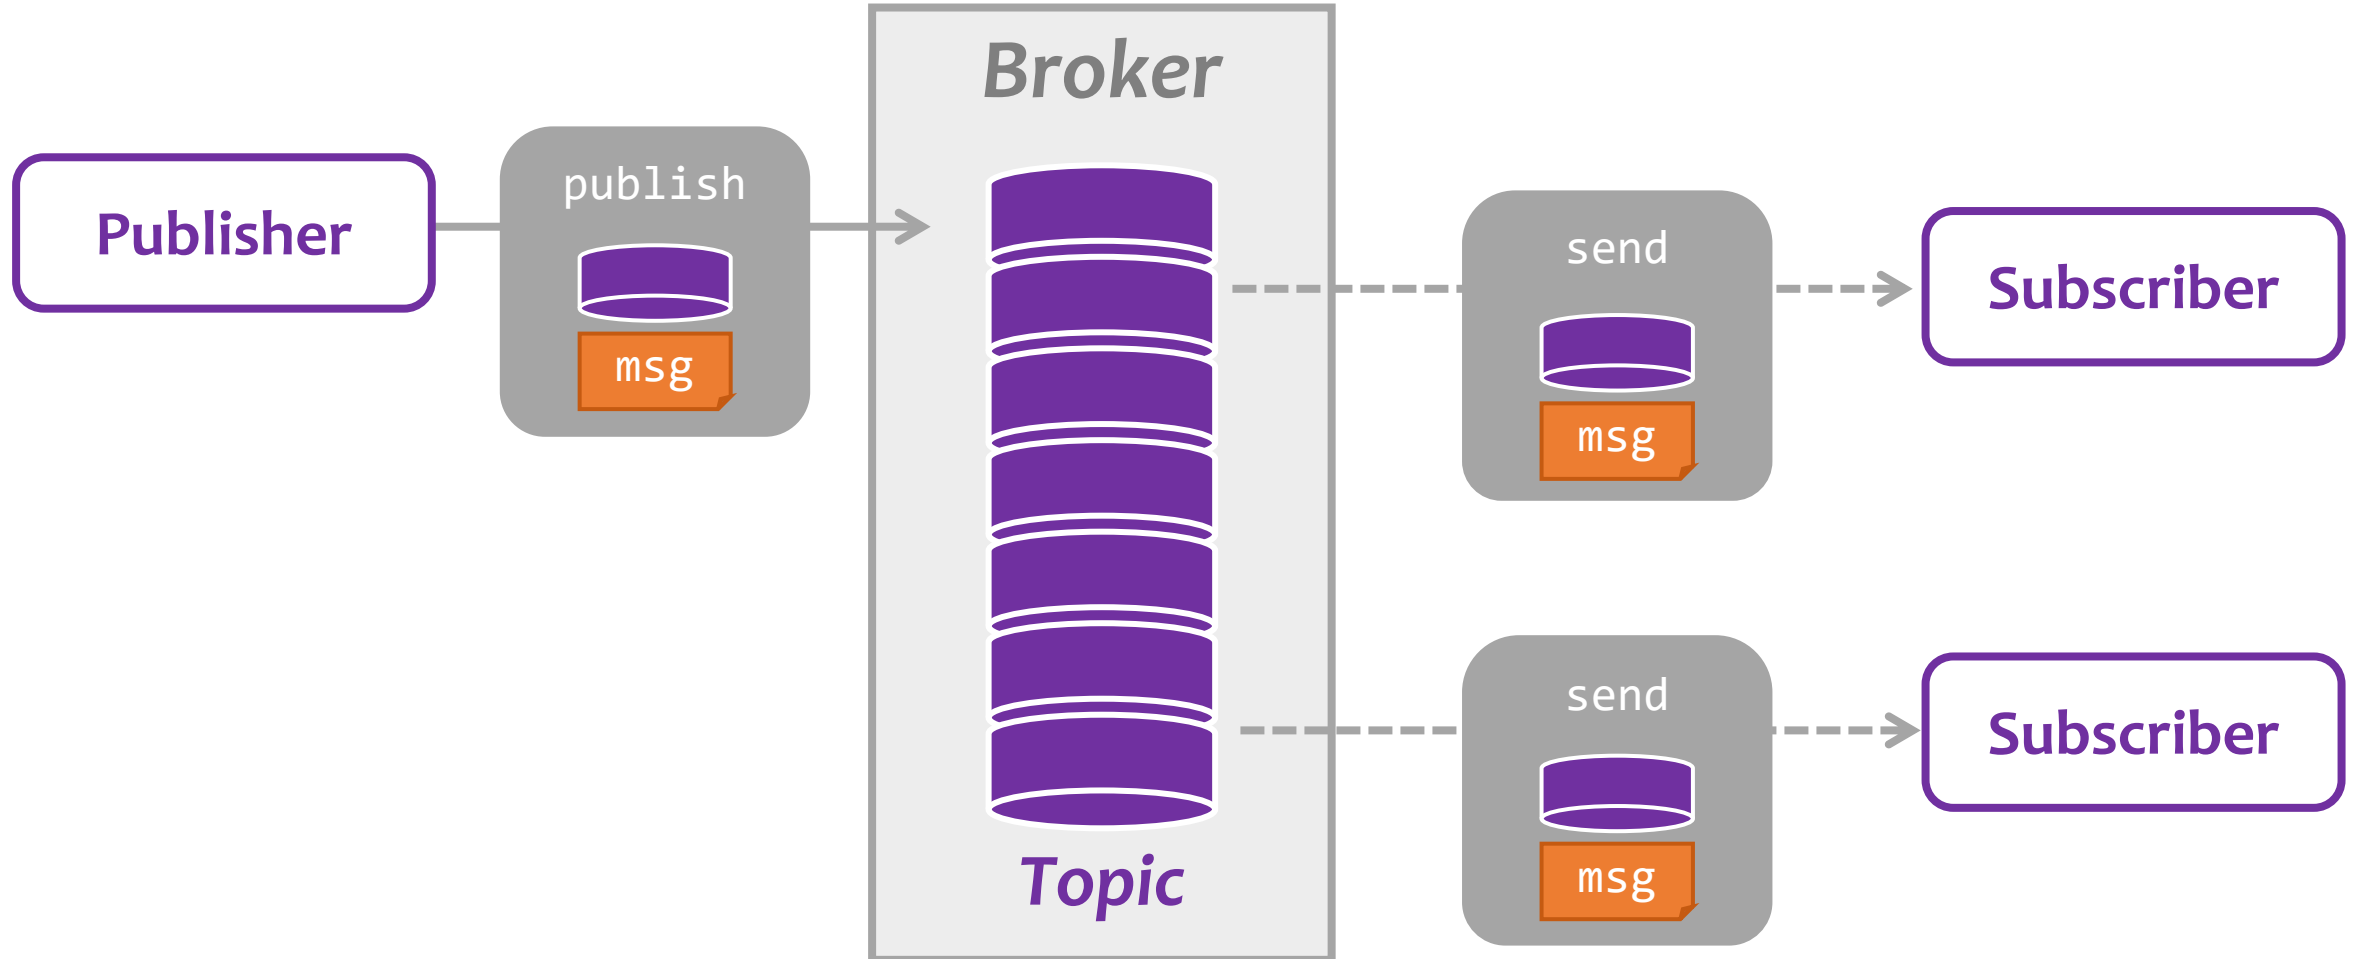 Broker
Publisher
publish
msg
send
msg
Subscriber
send
msg
Subscriber
Topic